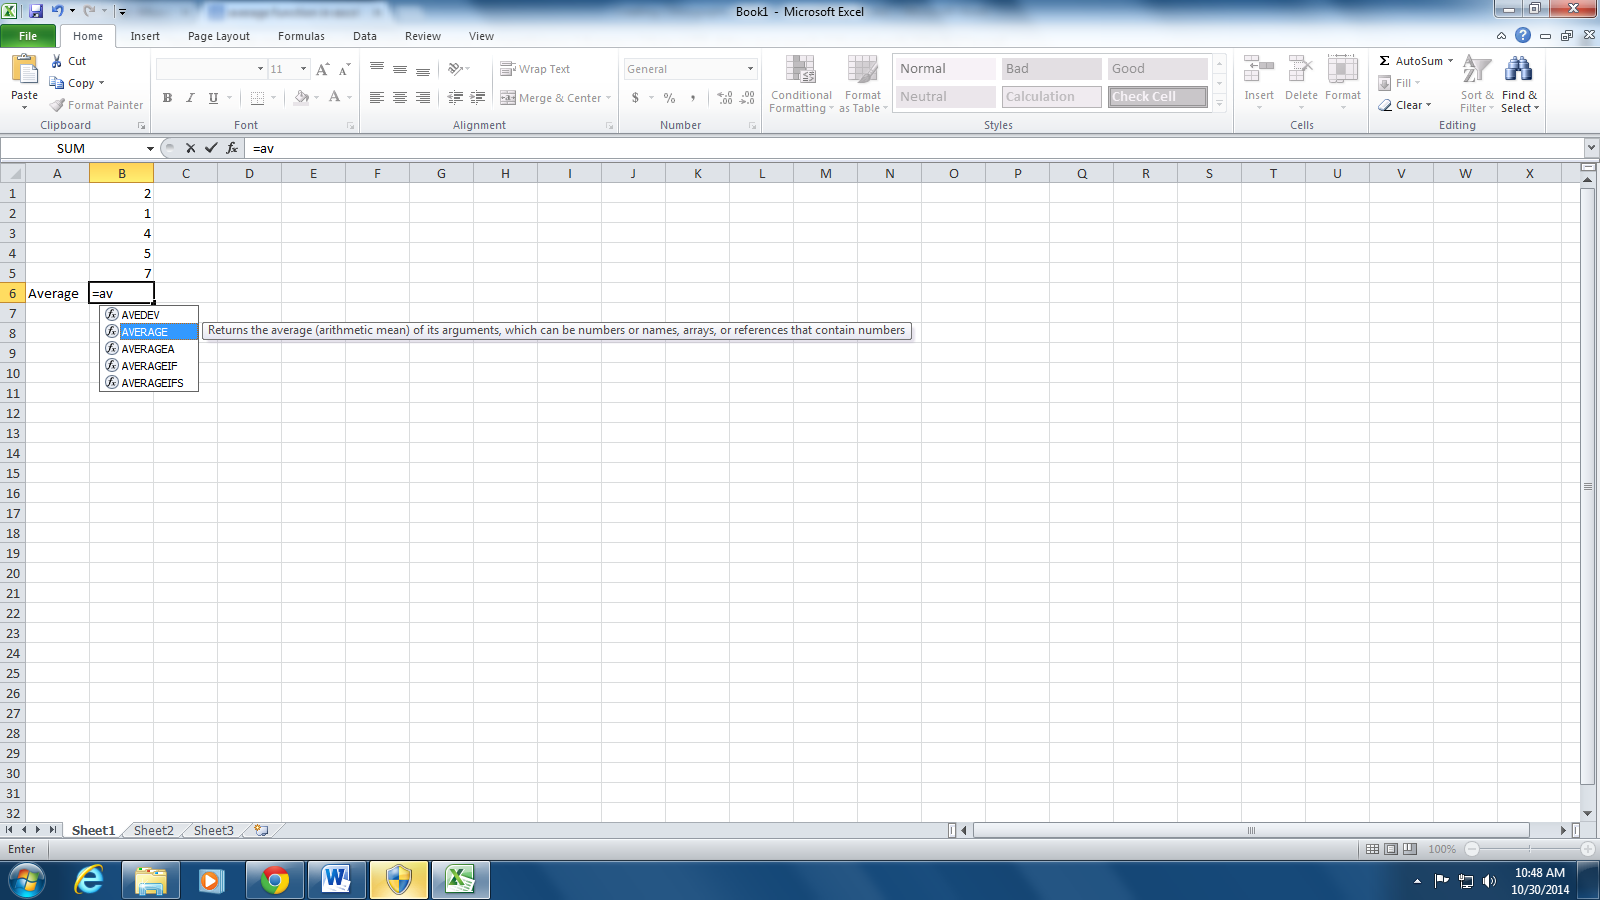 Book1 - Microsoft Excel
File Home Insert Page Layout Formulas Data Review View
Paste
Cut
Copy
Format Painter
Clipboard
11
A A
B I U A
Font
Wrap Text
Merge & Center
Alignment
General
$ % ,
.00 .0
Number
Conditional Formatting
Format as Table
Normal Bad Good
Neutral Calculation Check Cell
Styles
Insert Delete Format
Cells
Σ AutoSum
Fill
Clear
Sort & Filter
Find & Select
Editing
SUM fx =av
A B C D E F G H I J K L M N O P Q R S T U V W X
1 2
2 1
3 4
4 5
5 7
6 Average =av
7 AVEDEV
8 AVERAGE Returns the average (arithmetic mean) of its arguments, which can be numbers or names, arrays, or references that contain numbers
9 AVERAGEA
10 AVERAGEIF
11 AVERAGEIFS
12
13
14
15
16
17
18
19
20
21
22
23
24
25
26
27
28
29
30
31
32
Sheet1 Sheet2 Sheet3
Enter 100%
10:48 AM
10/30/2014